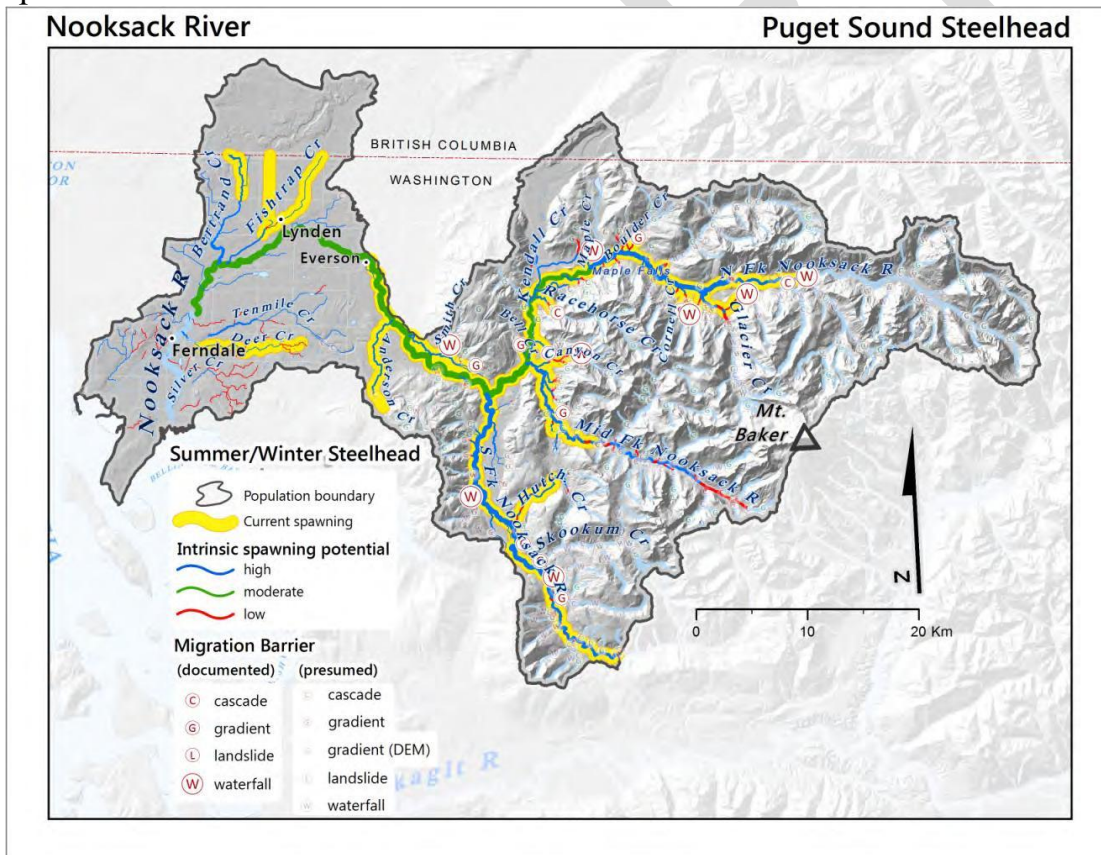 Nooksack River
Puget Sound Steelhead
BRITISH COLUMBIA
WASHINGTON
Bertrand Cr
Fishtrap Cr
Lynden
Everson
Nooksack R
Tenmile Cr
Deer Cr
Ferndale
Silver Cr
Anderson Cr
Smith Cr
Bells Cr
Kendall Cr
Maple Cr
Boulder Cr
Maple Falls
Racehorse Cr
Canyon Cr
Cornell Cr
Glacier Cr
N Fk Nooksack R
Mid Fk Nooksack R
S Fk Nooksack R
Hutch Cr
Skookum Cr
Mt.
Baker
kagit R
N
0 10 20 Km
Summer/Winter Steelhead
Population boundary
Current spawning
Intrinsic spawning potential
high
moderate
low
Migration Barrier
(documented) (presumed)
C cascade
G gradient
L landslide
W waterfall
cascade
gradient
gradient (DEM)
landslide
waterfall